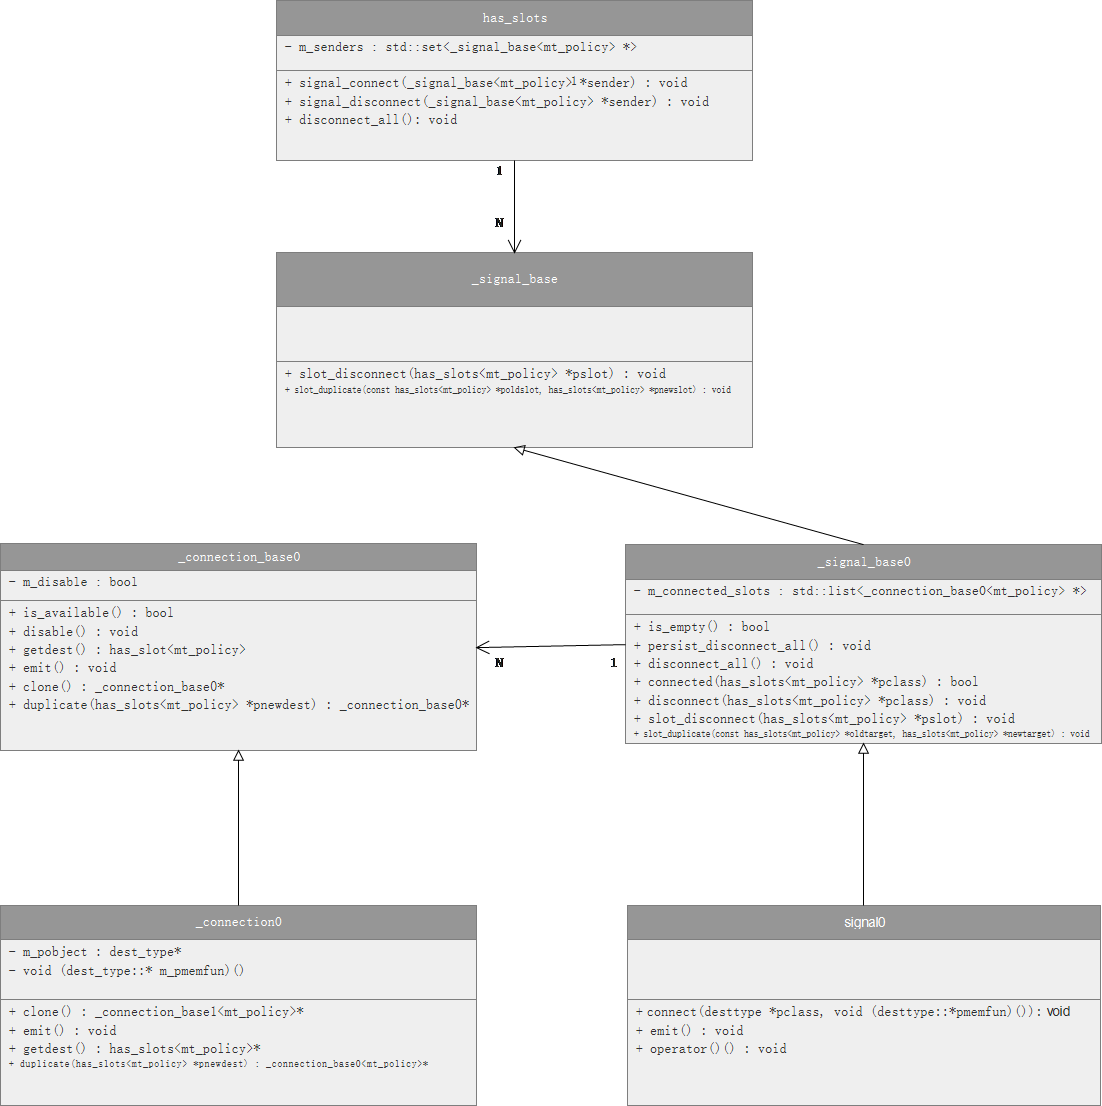 has_slots
- m_senders : std::set<_signal_base<mt_policy> *>
+ signal_connect(_signal_base<mt_policy>1 *sender) : void
+ signal_disconnect(_signal_base<mt_policy> *sender) : void
+ disconnect_all(): void
1
N
_signal_base
+ slot_disconnect(has_slots<mt_policy> *pslot) : void
+ slot_duplicate(const has_slots<mt_policy> *poldslot, has_slots<mt_policy> *pnewslot) : void
_connection_base0
- m_disable : bool
+ is_available() : bool
+ disable() : void
+ getdest() : has_slot<mt_policy>
+ emit() : void
+ clone() : _connection_base0*
+ duplicate(has_slots<mt_policy> *pnewdest) : _connection_base0*
N
1
_signal_base0
- m_connected_slots : std::list<_connection_base0<mt_policy> *>
+ is_empty() : bool
+ persist_disconnect_all() : void
+ disconnect_all() : void
+ connected(has_slots<mt_policy> *pclass) : bool
+ disconnect(has_slots<mt_policy> *pclass) : void
+ slot_disconnect(has_slots<mt_policy> *pslot) : void
+ slot_duplicate(const has_slots<mt_policy> *oldtarget, has_slots<mt_policy> *newtarget) : void
_connection0
- m_pobject : dest_type*
- void (dest_type::* m_pmemfun)()
+ clone() : _connection_base1<mt_policy>*
+ emit() : void
+ getdest() : has_slots<mt_policy>*
+ duplicate(has_slots<mt_policy> *pnewdest) : _connection_base0<mt_policy>*
signal0
+ connect(desttype *pclass, void (desttype::*pmemfun)()): void
+ emit() : void
+ operator()() : void